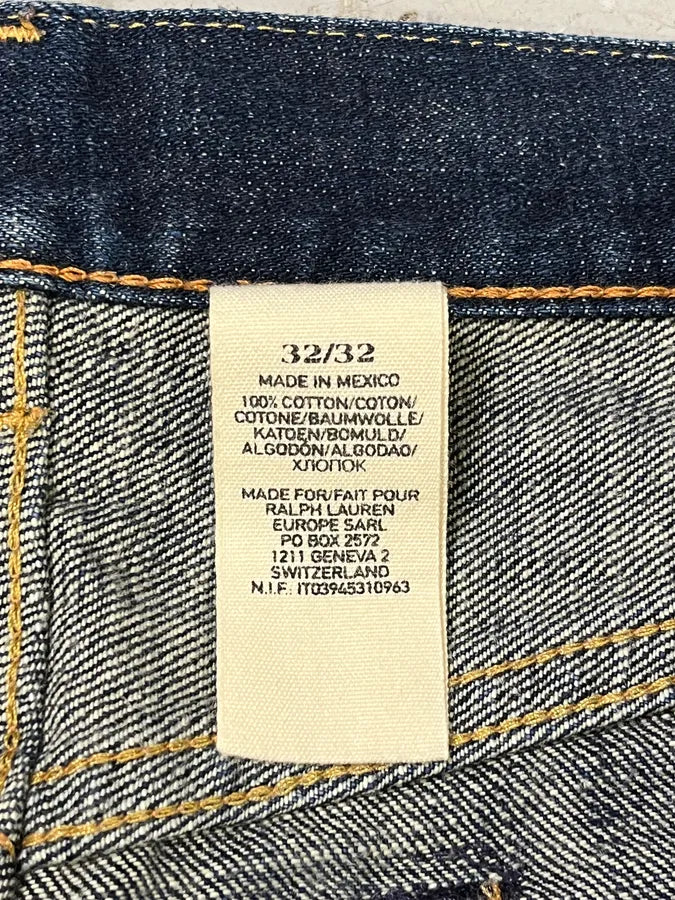 32/32
MADE IN MEXICO
100% COTTON/COTON/
COTONE/BAUMWOLLE/
KATOEN/BOMULD/
ALGODÓN/ALGODAO/
ХЛОПОК
MADE FOR/FAIT POUR
RALPH LAUREN
EUROPE SARL
PO BOX 2572
1211 GENEVA 2
SWITZERLAND
N.I.F: IT03945310963